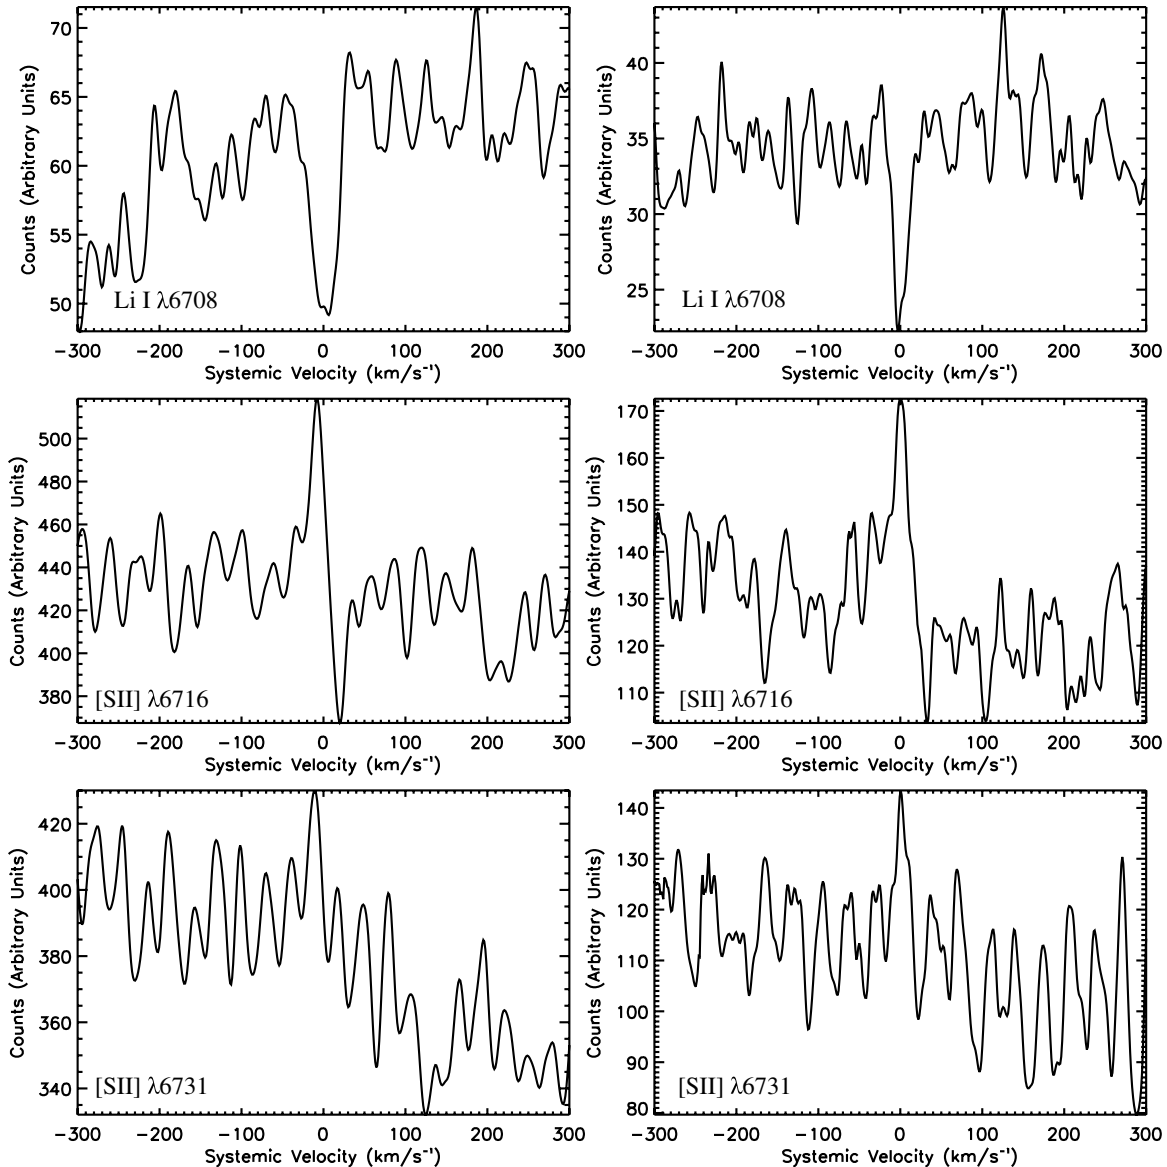 70
65
60
55
50
Counts (Arbitrary Units)
Li I λ6708
−300 −200 −100 0 100 200 300
Systemic Velocity (km/s⁻¹)
40
35
30
25
Counts (Arbitrary Units)
Li I λ6708
−300 −200 −100 0 100 200 300
Systemic Velocity (km/s⁻¹)
500
480
460
440
420
400
380
Counts (Arbitrary Units)
[SII] λ6716
−300 −200 −100 0 100 200 300
Systemic Velocity (km/s⁻¹)
170
160
150
140
130
120
110
Counts (Arbitrary Units)
[SII] λ6716
−300 −200 −100 0 100 200 300
Systemic Velocity (km/s⁻¹)
420
400
380
360
340
Counts (Arbitrary Units)
[SII] λ6731
−300 −200 −100 0 100 200 300
Systemic Velocity (km/s⁻¹)
140
130
120
110
100
90
80
Counts (Arbitrary Units)
[SII] λ6731
−300 −200 −100 0 100 200 300
Systemic Velocity (km/s⁻¹)